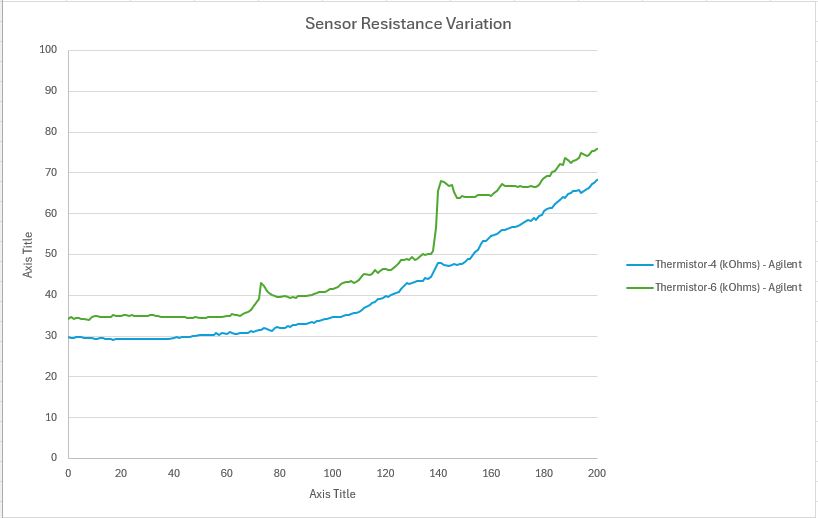 Sensor Resistance Variation
100
90
80
70
60
50
40
30
20
10
0
Axis Title
0 20 40 60 80 100 120 140 160 180 200
Axis Title
Thermistor-4 (kOhms) - Agilent
Thermistor-6 (kOhms) - Agilent